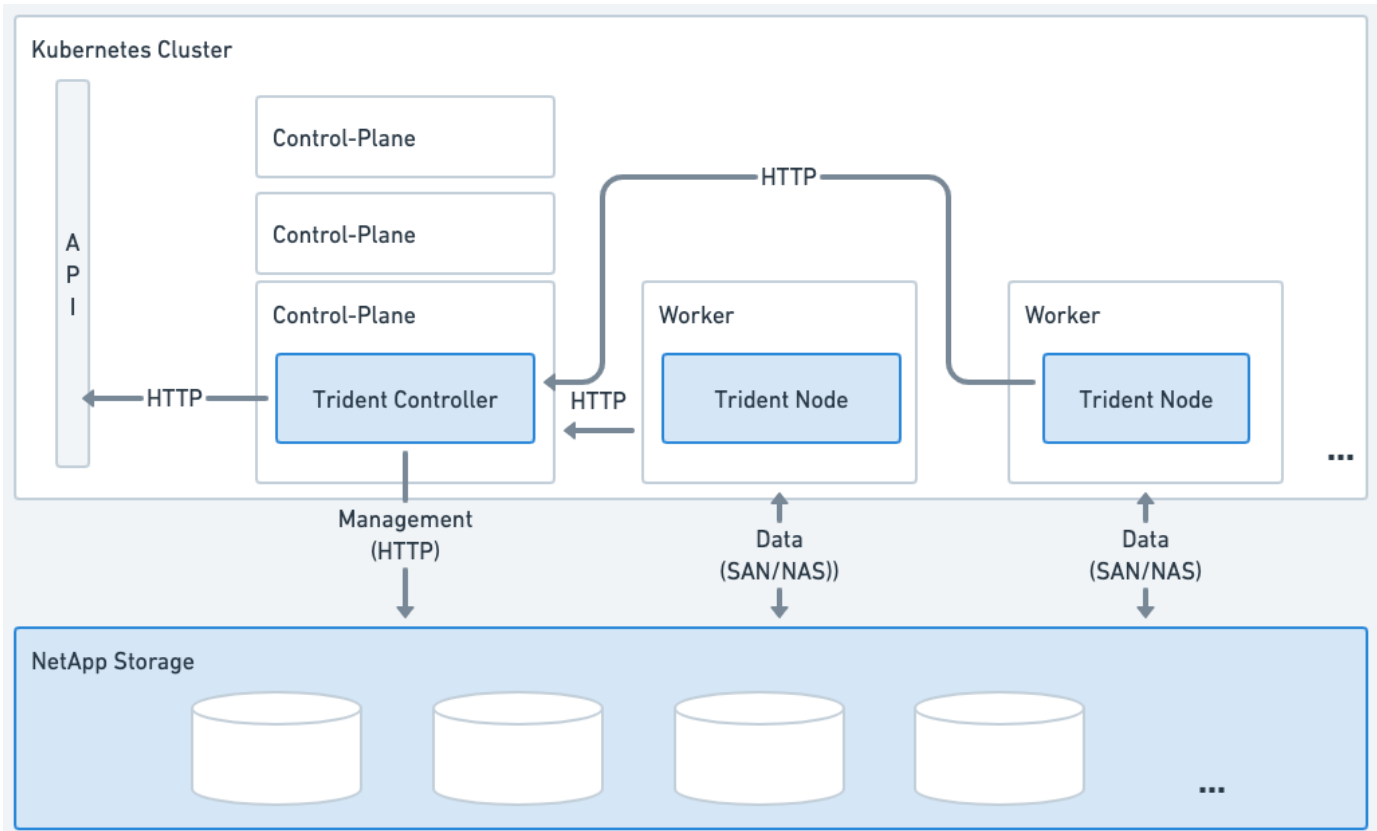 Kubernetes Cluster
A
P
I
Control-Plane
Control-Plane
Control-Plane
Trident Controller
HTTP
HTTP
HTTP
Worker
Trident Node
Worker
Trident Node
...
Management
(HTTP)
Data
(SAN/NAS))
Data
(SAN/NAS)
NetApp Storage
...